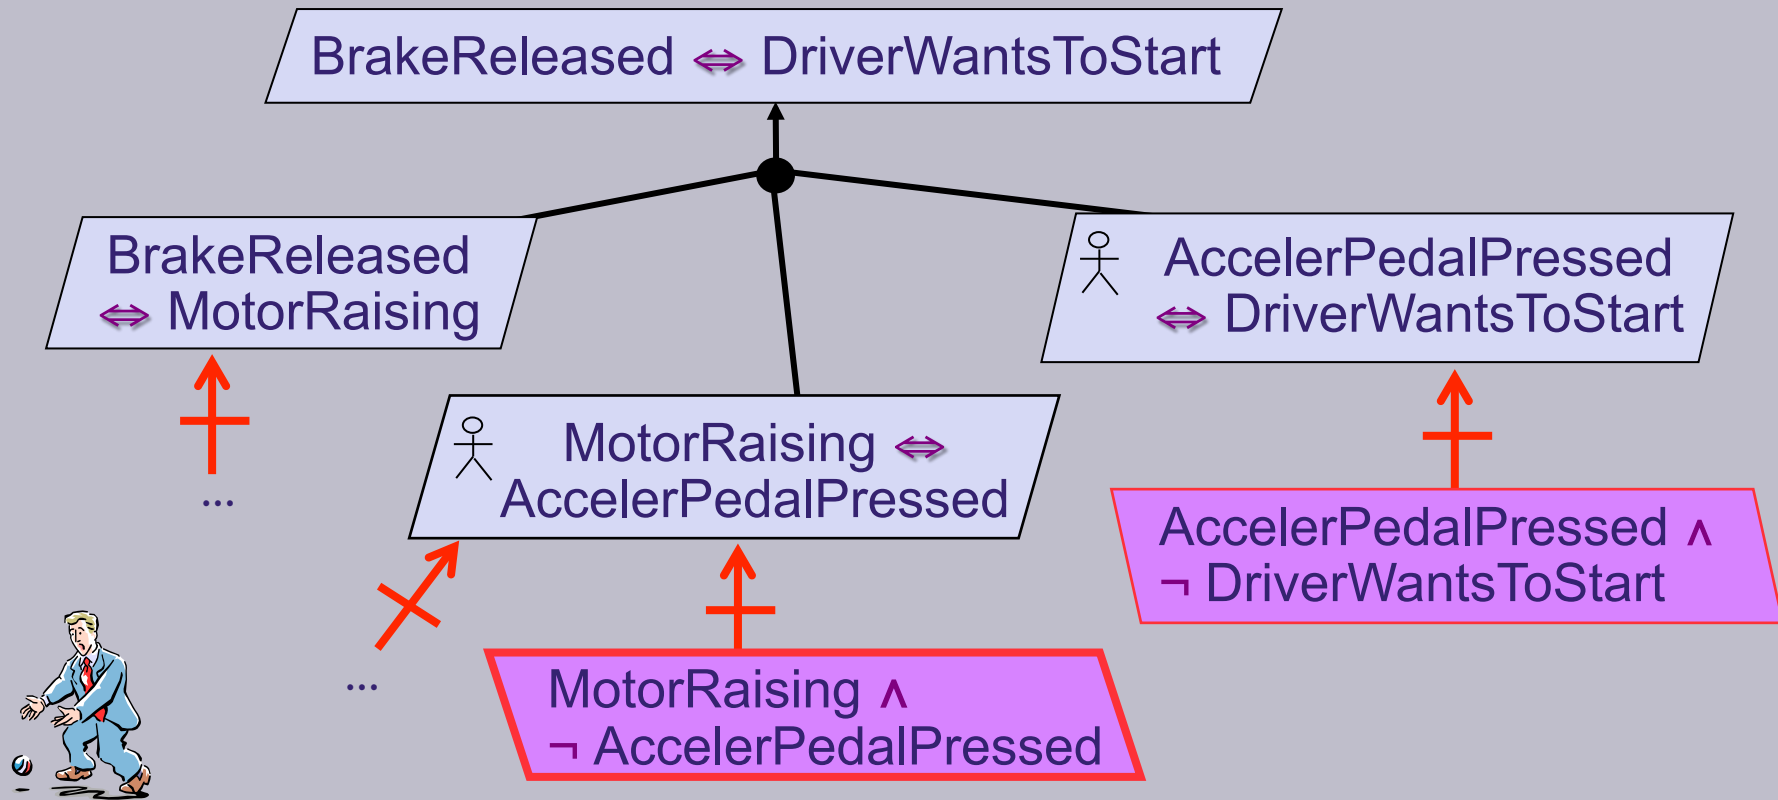 BrakeReleased ⇔ DriverWantsToStart
BrakeReleased
⇔ MotorRaising
AccelerPedalPressed
⇔ DriverWantsToStart
MotorRaising ⇔
AccelerPedalPressed
...
AccelerPedalPressed ∧
¬ DriverWantsToStart
...
MotorRaising ∧
¬ AccelerPedalPressed